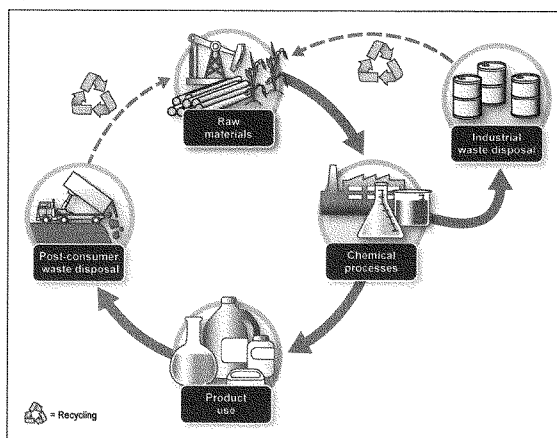 Raw
materials
Industrial
waste disposal
Post-consumer
waste disposal
Chemical
processes
Product
use
= Recycling